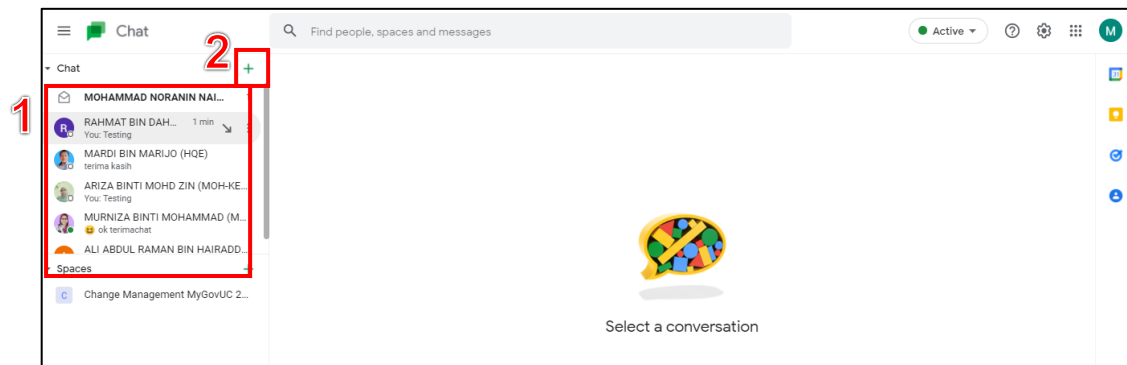 Chat
Find people, spaces and messages
Active
M
2
Chat
1
MOHAMMAD NORANIN NAI...
R
RAHMAT BIN DAH...
1 min
You: Testing
MARDI BIN MARIJO (HQE)
terima kasih
ARIZA BINTI MOHD ZIN (MOH-KE...
You: Testing
MURNIZA BINTI MOHAMMAD (M...
😆 ok terimachat
ALI ABDUL RAMAN BIN HAIRADD...
Spaces
C
Change Management MyGovUC 2...
Select a conversation
31